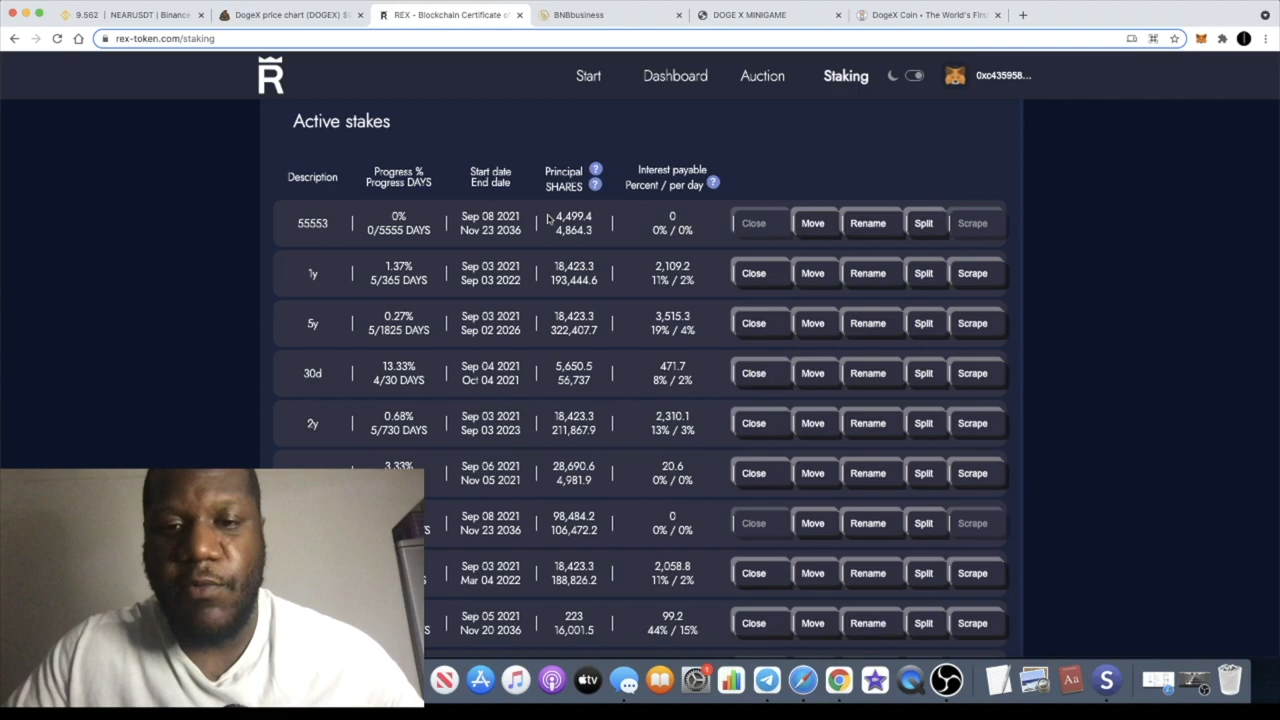 9.562 | NEARUSDT | Binance
DogeX price chart (DOGEX) $0
REX - Blockchain Certificate of
BNBbusiness
DOGE X MINIGAME
DogeX Coin • The World's Firs
rex-token.com/staking
R
Start
Dashboard
Auction
Staking
0xc435958...
Active stakes
Description
Progress %
Progress DAYS
Start date
End date
Principal ?
SHARES ?
Interest payable
Percent / per day ?
55553
0%
0/5555 DAYS
Sep 08 2021
Nov 23 2036
4,499.4
4,864.3
0
0% / 0%
Close Move Rename Split Scrape
1y
1.37%
5/365 DAYS
Sep 03 2021
Sep 03 2022
18,423.3
193,444.6
2,109.2
11% / 2%
Close Move Rename Split Scrape
5y
0.27%
5/1825 DAYS
Sep 03 2021
Sep 02 2026
18,423.3
322,407.7
3,515.3
19% / 4%
Close Move Rename Split Scrape
30d
13.33%
4/30 DAYS
Sep 04 2021
Oct 04 2021
5,650.5
56,737
471.7
8% / 2%
Close Move Rename Split Scrape
2y
0.68%
5/730 DAYS
Sep 03 2021
Sep 03 2023
18,423.3
211,867.9
2,310.1
13% / 3%
Close Move Rename Split Scrape
3.33%
Sep 06 2021
Nov 05 2021
28,690.6
4,981.9
20.6
0% / 0%
Close Move Rename Split Scrape
S
Sep 08 2021
Nov 23 2036
98,484.2
106,472.2
0
0% / 0%
Close Move Rename Split Scrape
Sep 03 2021
Mar 04 2022
18,423.3
188,826.2
2,058.8
11% / 2%
Close Move Rename Split Scrape
S
Sep 05 2021
Nov 20 2036
223
16,001.5
99.2
44% / 15%
Close Move Rename Split Scrape
tv
1
Aa
S